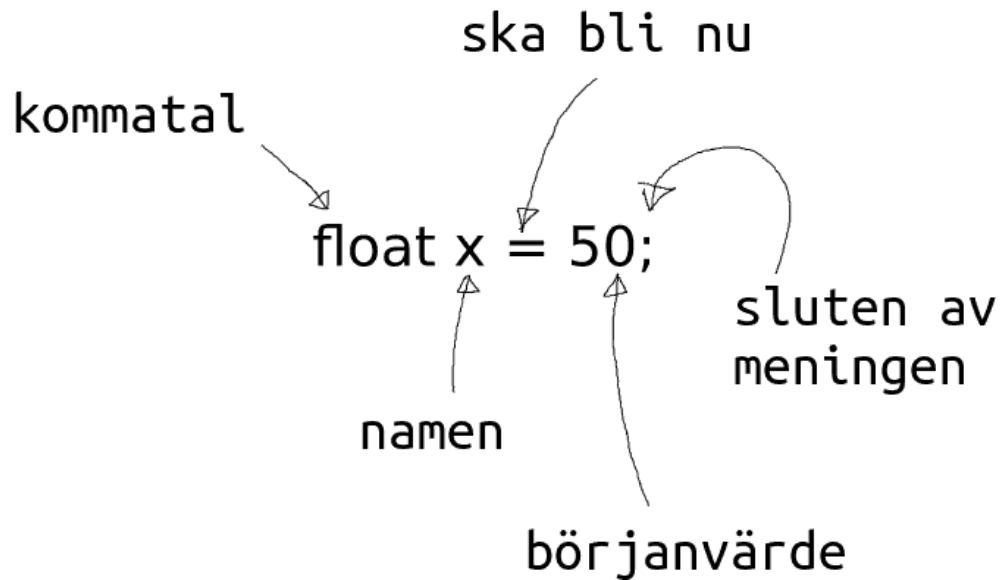 ska bli nu
kommatal
float x = 50;
sluten av
meningen
namen
börjanvärde